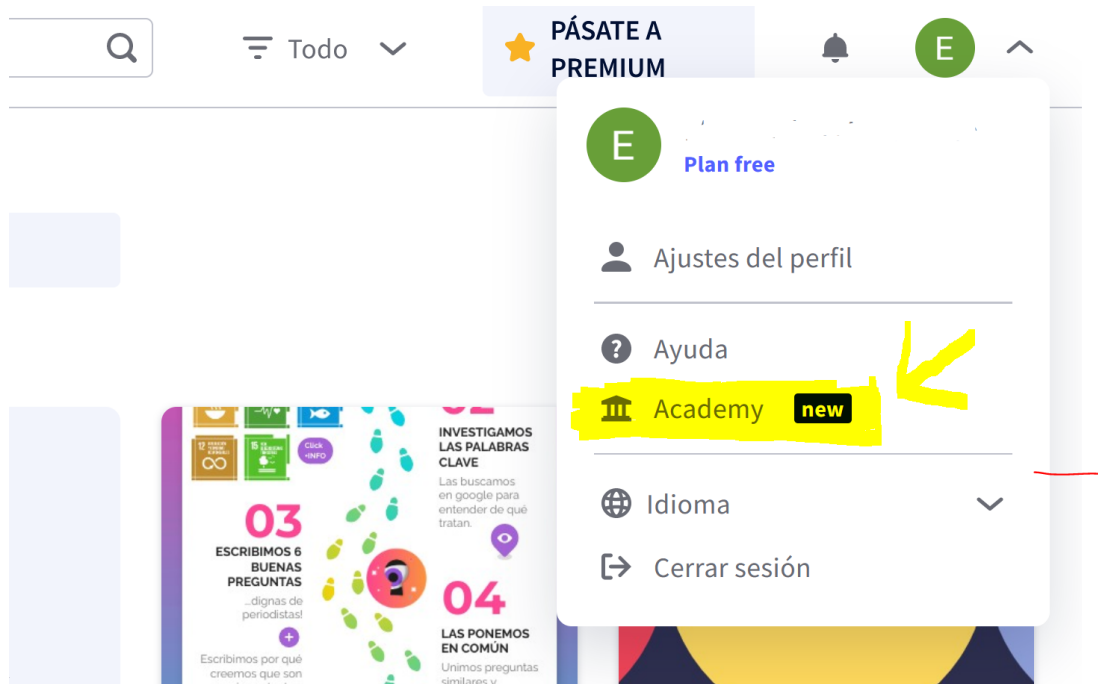 Todo
PÁSATE A
PREMIUM
E
E
Plan free
Ajustes del perfil
Ayuda
Academy new
Idioma
Cerrar sesión
INVESTIGAMOS
LAS PALABRAS
CLAVE
Las buscamos
en google para
entender de qué
tratan.
Click
+INFO
03
ESCRIBIMOS 6
BUENAS
PREGUNTAS
...dignas de
periodistas!
Escribimos por qué
creemos que son
04
LAS PONEMOS
EN COMÚN
Unimos preguntas
similares y